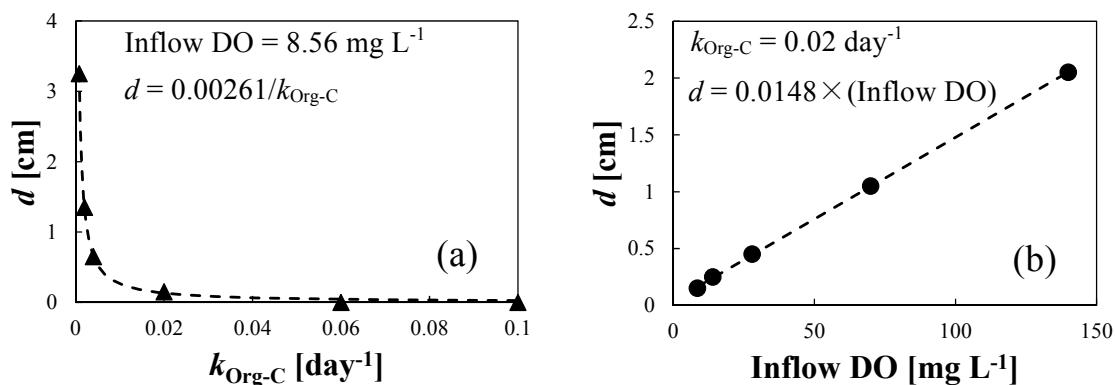 Inflow DO = 8.56 mg L-1
d = 0.00261/kOrg-C
4
3
2
1
0
d [cm]
(a)
0
0.02
0.04
0.06
0.08
0.1
kOrg-C [day-1]
kOrg-C = 0.02 day-1
d = 0.0148×(Inflow DO)
2.5
2
1.5
1
0.5
0
d [cm]
(b)
0
50
100
150
Inflow DO [mg L-1]